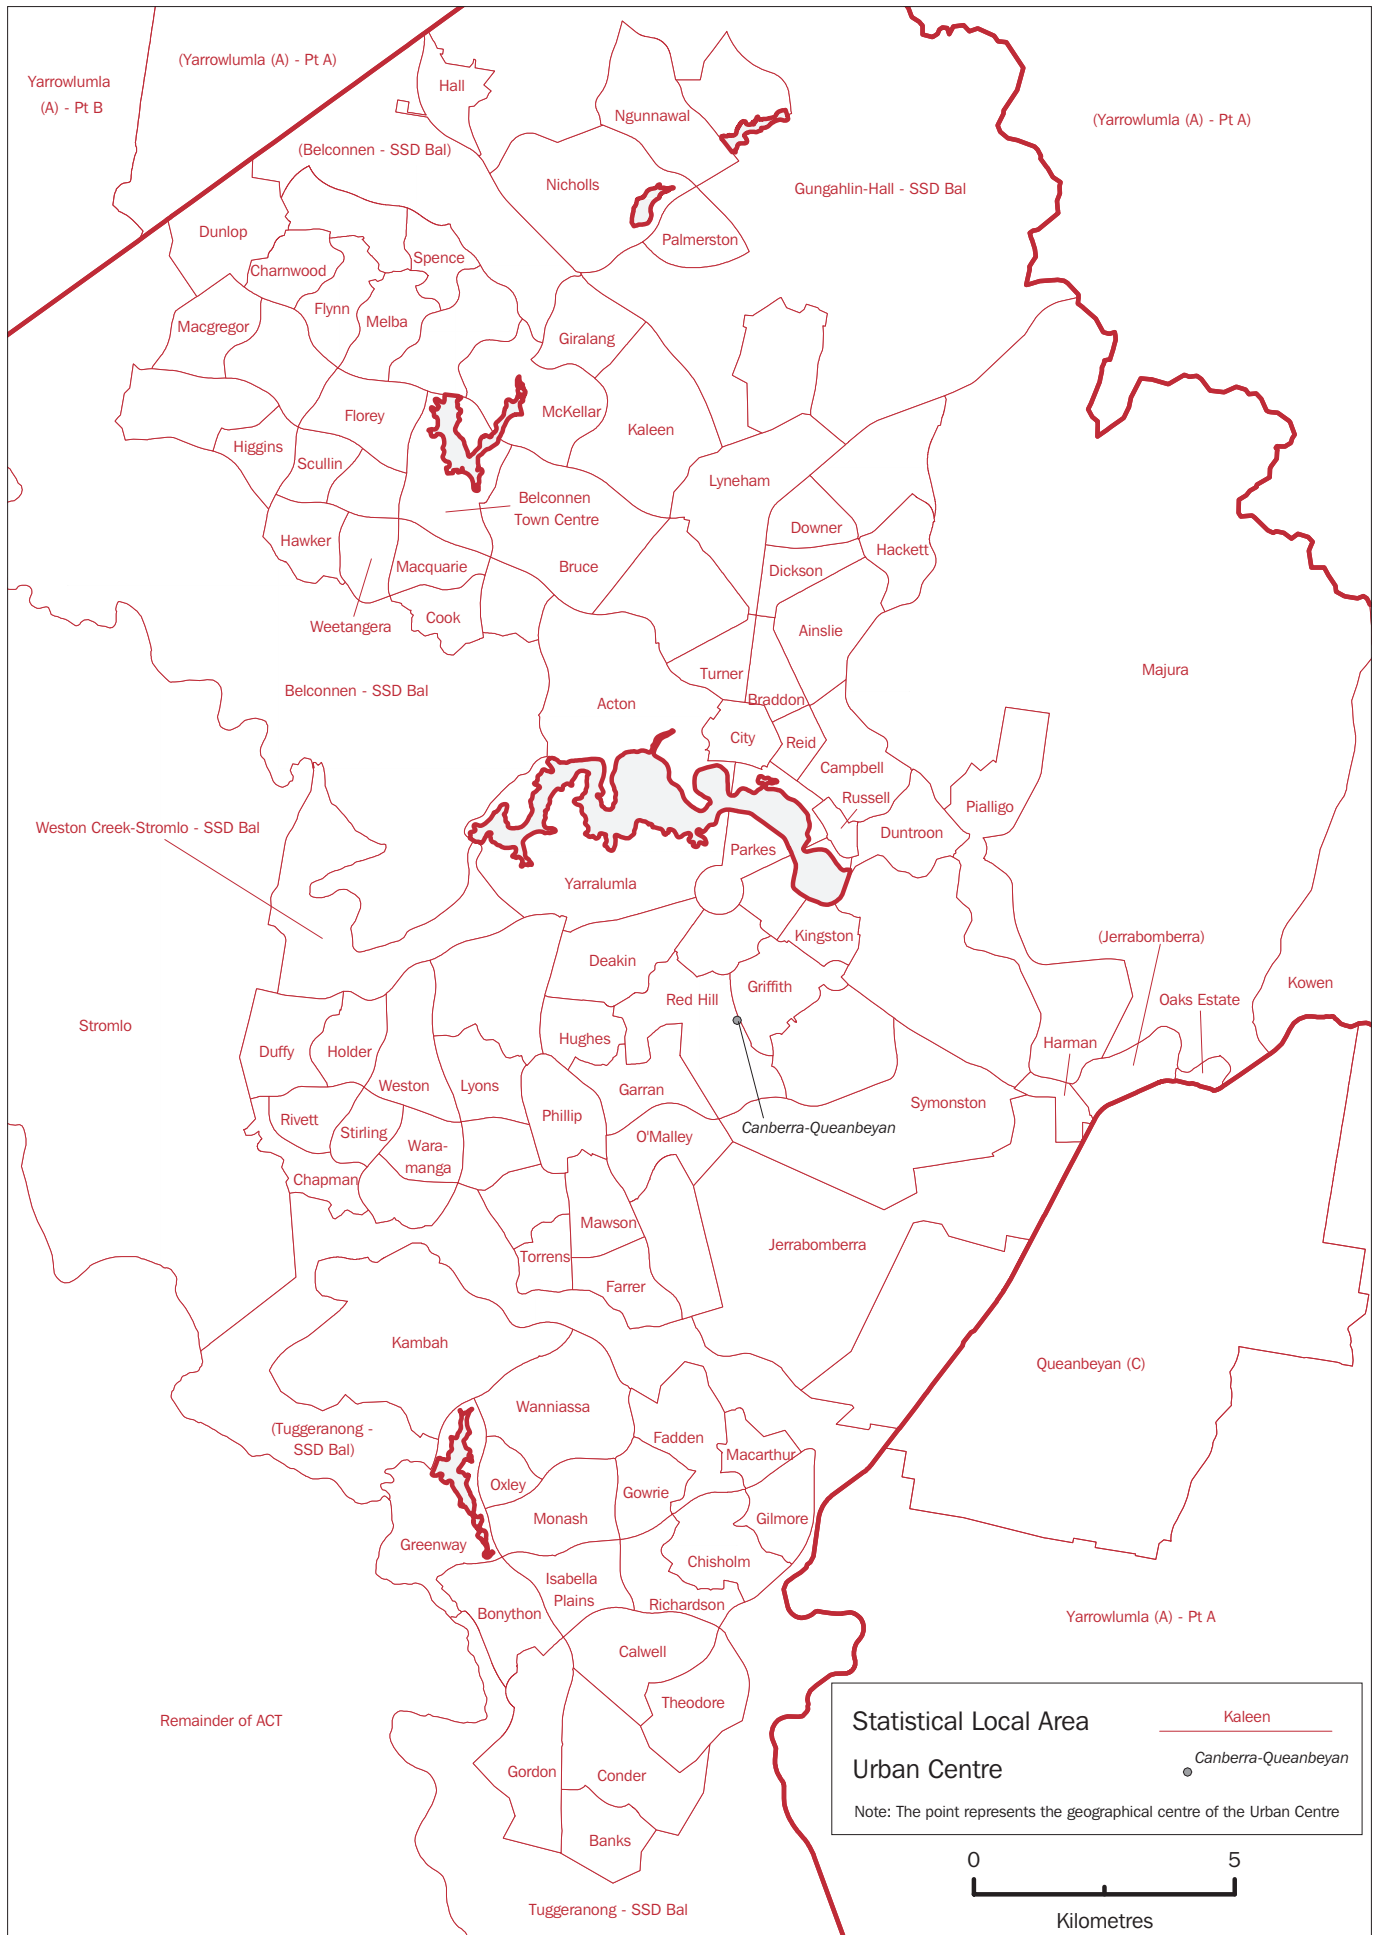 (Yarrowlumla (A) - Pt A)
Yarrowlumla
(A) - Pt B
Hall
Ngunnawal
(Yarrowlumla (A) - Pt A)
(Belconnen - SSD Bal)
Nicholls
Gungahlin-Hall - SSD Bal
Dunlop
Palmerston
Spence
Charnwood
Flynn
Melba
Macgregor
Giralang
Florey
McKellar
Kaleen
Higgins
Scullin
Lyneham
Belconnen
Town Centre
Downer
Hawker
Hackett
Macquarie
Bruce
Dickson
Cook
Weetangera
Ainslie
Majura
Turner
Belconnen - SSD Bal
Braddon
Acton
City
Reid
Campbell
Russell
Pialligo
Weston Creek-Stromlo - SSD Bal
Duntroon
Parkes
Yarralumla
Kingston
(Jerrabomberra)
Deakin
Griffith
Kowen
Red Hill
Oaks Estate
Stromlo
Hughes
Harman
Duffy
Holder
Weston
Lyons
Garran
Symonston
Phillip
Rivett
Canberra-Queanbeyan
Stirling
O'Malley
Wara-
manga
Chapman
Mawson
Jerrabomberra
Torrens
Farrer
Kambah
Queanbeyan (C)
Wanniassa
(Tuggeranong -
SSD Bal)
Fadden
Macarthur
Oxley
Gowrie
Monash
Gilmore
Greenway
Chisholm
Isabella
Plains
Richardson
Bonython
Yarrowlumla (A) - Pt A
Calwell
Theodore
Remainder of ACT
Gordon
Conder
Banks
Tuggeranong - SSD Bal
Statistical Local Area
Kaleen
Urban Centre
Canberra-Queanbeyan
Note: The point represents the geographical centre of the Urban Centre
0 5
Kilometres